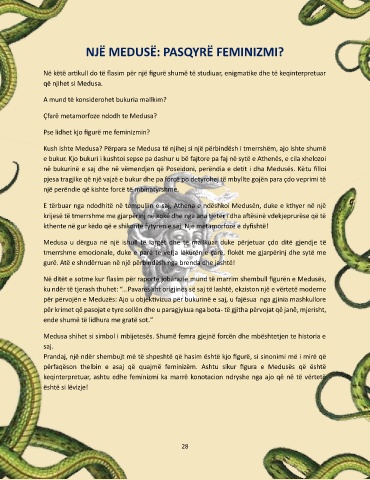 NJË MEDUSË: PASQYRË FEMINIZMI?
Në këtë artikull do të flasim për një figurë shumë të studiuar, enigmatike dhe të keqinterpretuar
që njihet si Medusa.
A mund të konsiderohet bukuria mallkim?
Çfarë metamorfoze ndodh te Medusa?
Pse lidhet kjo figurë me feminizmin?
Kush ishte Medusa? Përpara se Medusa të njihej si një përbindësh i tmerrshëm, ajo ishte shumë
e bukur. Kjo bukuri i kushtoi sepse pa dashur u bë fajtore pa faj në sytë e Athenës, e cila xhelozoi
në bukurinë e saj dhe në vëmendjen që Poseidoni, perëndia e detit i dha Medusës. Këtu filloi
pjesa tragjike që një vajzë e bukur dhe pa forcë po detyrohej të mbyllte gojën para çdo veprimi të
një perëndie që kishte forcë të mbinatyrshme.
E tërbuar nga ndodhitë në tempullin e saj, Athena e ndëshkoi Medusën, duke e kthyer në një
krijesë të tmerrshme me gjarpërinj në kokë dhe nga ana tjetër i dha aftësinë vdekjeprurëse që të
kthente në gur këdo që e shikonte fytyrën e saj. Një metamorfozë e dyfishtë!
Medusa u dërgua në një ishull të largët dhe të mallkuar duke përjetuar çdo ditë gjendje të
tmerrshme emocionale, duke e parë të vetja lëkurën e çarë, flokët me gjarpërinj dhe sytë me
gurë. Atë e shndërruan në një përbindësh nga brenda dhe jashtë!
Në ditët e sotme kur flasim për raporte jobarazie mund të marrim shembull figurën e Medusës,
ku ndër të tjerash thuhet: "…Pavarësisht origjinës së saj të lashtë, ekziston një e vërtetë moderne
për përvojën e Meduzës: Ajo u objektivizua për bukurinë e saj, u fajësua nga gjinia mashkullore
për krimet që pasojat e tyre sollën dhe u paragjykua nga bota- të gjitha përvojat që janë, mjerisht,
ende shumë të lidhura me gratë sot."
Medusa shihet si simbol i mbijetesës. Shumë femra gjejnë forcën dhe mbështetjen te historia e
saj.
Prandaj, një ndër shembujt më të shpeshtë që hasim është kjo figurë, si sinonimi më i mirë që
përfaqëson thelbin e asaj që quajmë feminizëm. Ashtu sikur figura e Medusës që është
keqinterpretuar, ashtu edhe feminizmi ka marrë konotacion ndryshe nga ajo që në të vërtetë
është si lëvizje!
28